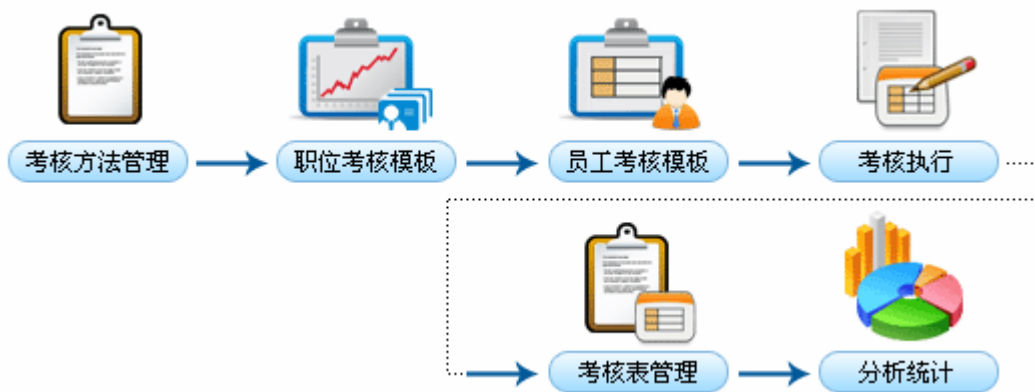 考核方法管理
职位考核模板
员工考核模板
考核执行
考核表管理
分析统计